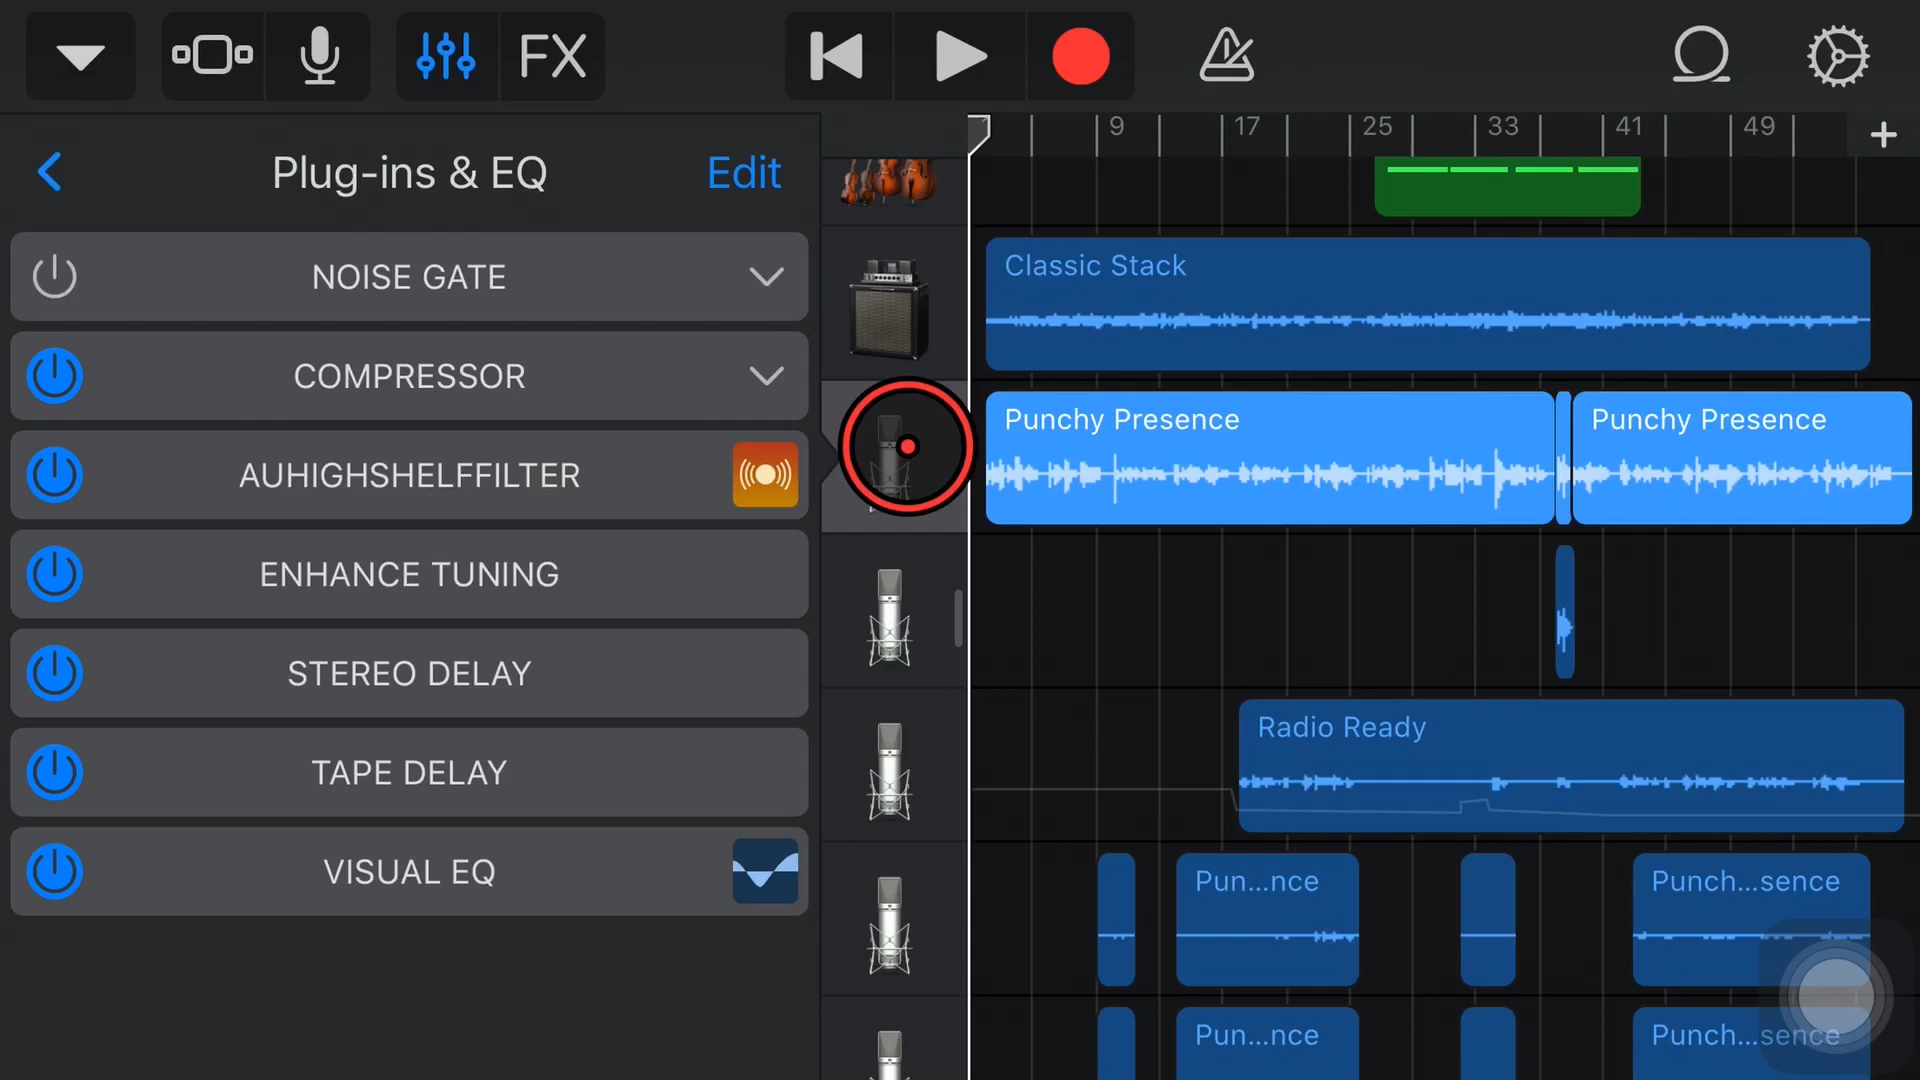 FX
9
17
25
33
41
49
Plug-ins & EQ
Edit
NOISE GATE
COMPRESSOR
AUHIGHSHELFFILTER
ENHANCE TUNING
STEREO DELAY
TAPE DELAY
VISUAL EQ
Classic Stack
Punchy Presence
Punchy Presence
Radio Ready
Pun...nce
Punch...sence
Pun...nce
Punch...sence